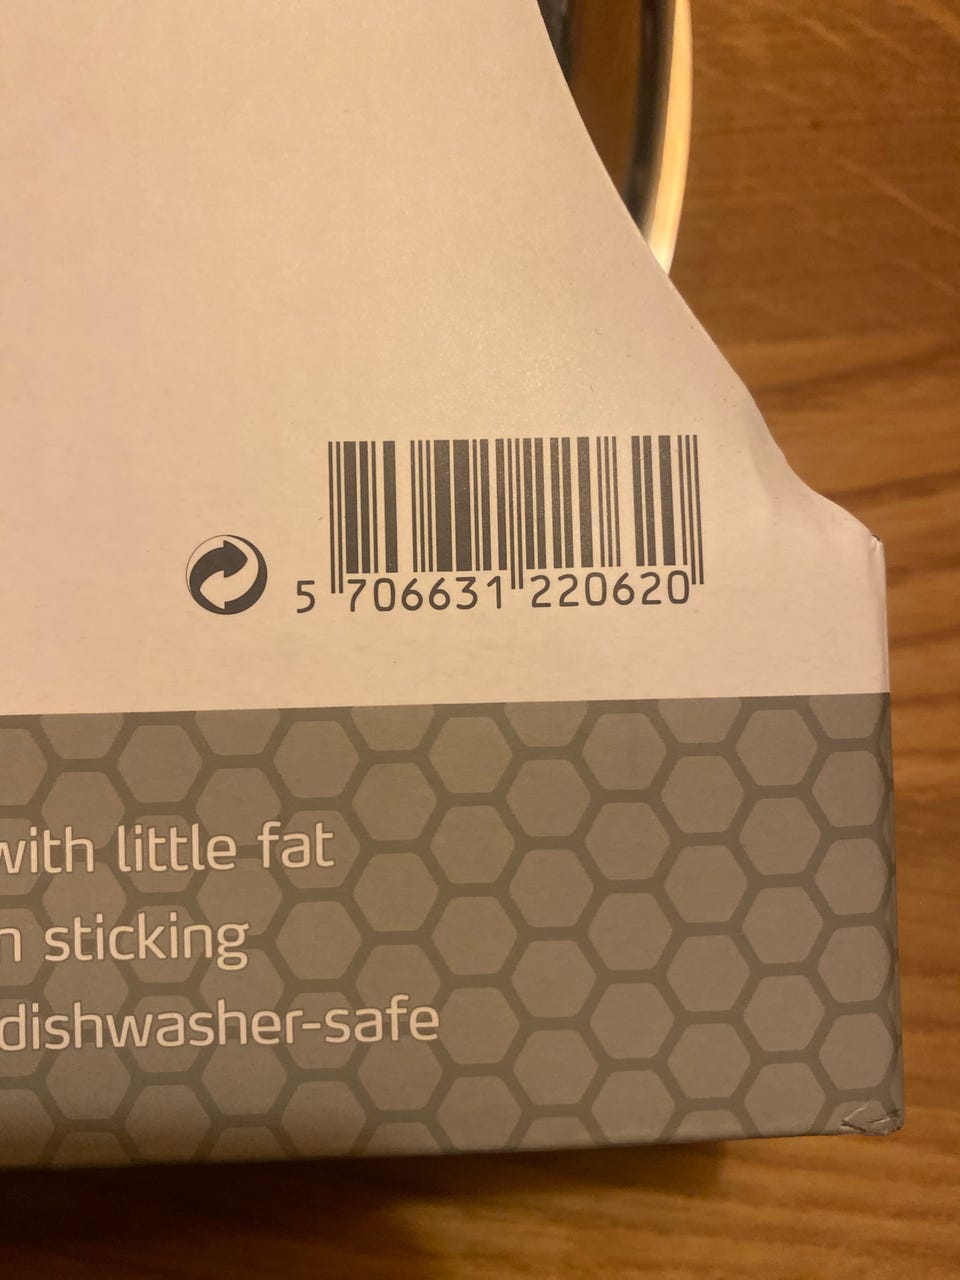 5 706631 220620
with little fat
sticking
dishwasher-safe